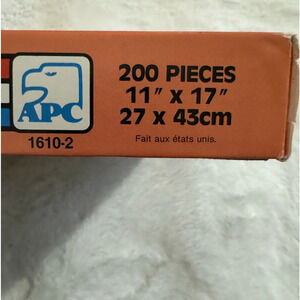 APC
1610-2
200 PIECES
11" x 17"
27 x 43cm
Fait aux états unis.